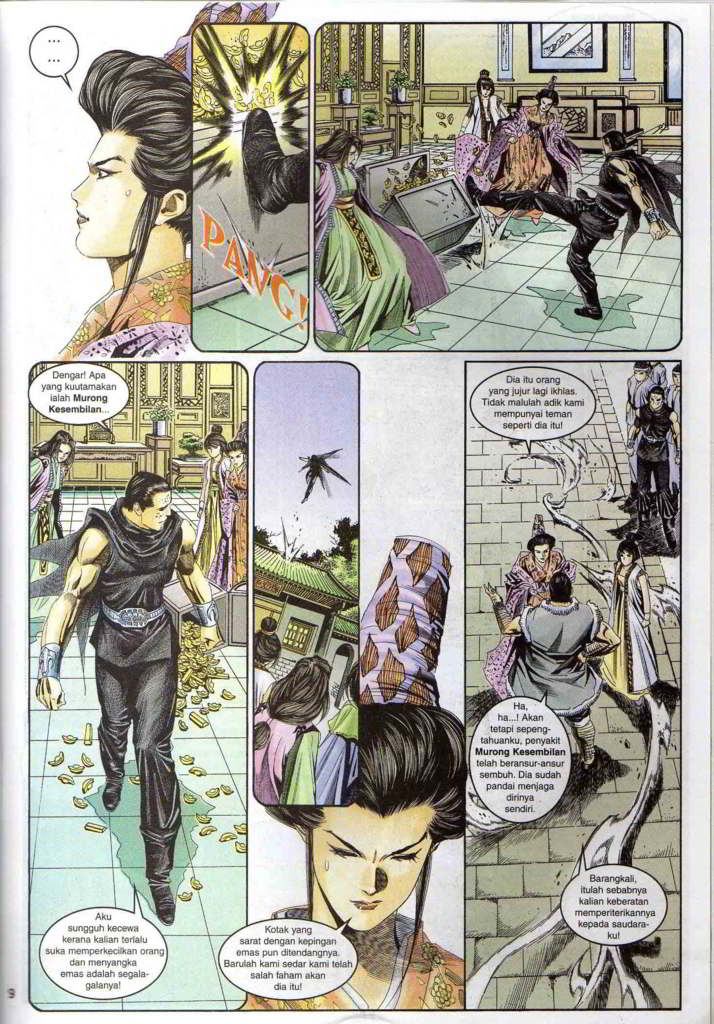 ...
...
PANG!
Dengar! Apa
yang kuutamakan
ialah Murong
Kesembilan...
Aku
sungguh kecewa
kerana kalian terlalu
suka memperkecilkan orang
dan menyangka
emas adalah segala-
galanya!
Kotak yang
sarat dengan kepingan
emas pun ditendangnya.
Barulah kami sedar kami telah
salah faham akan
dia itu!
Dia itu orang
yang jujur lagi ikhlas.
Tidak malulah adik kami
mempunyai teman
seperti dia itu!
Ha,
ha...! Akan
tetapi sepeng-
tahuanku, penyakit
Murong Kesembilan
telah beransur-ansur
sembuh. Dia sudah
pandai menjaga
dirinya
sendiri.
Barangkali,
itulah sebabnya
kalian keberatan
memperiterikannya
kepada saudara-
ku!